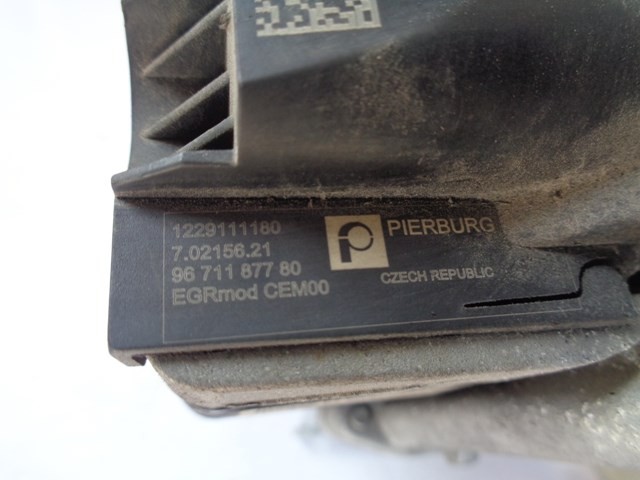 1229111180
7.02156.21
96 711 877 80
EGRmod CEM00
PIERBURG
CZECH REPUBLIC